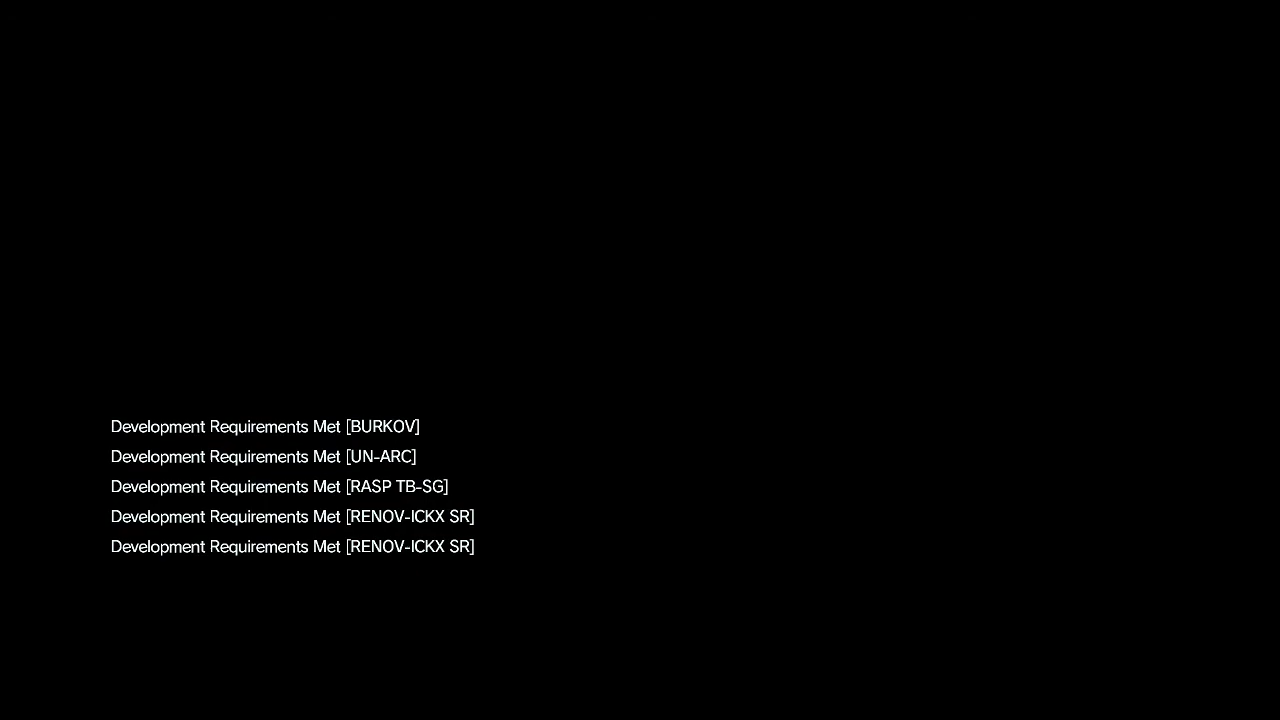 Development Requirements Met [BURKOV]
Development Requirements Met [UN-ARC]
Development Requirements Met [RASP TB-SG]
Development Requirements Met [RENOV-ICKX SR]
Development Requirements Met [RENOV-ICKX SR]